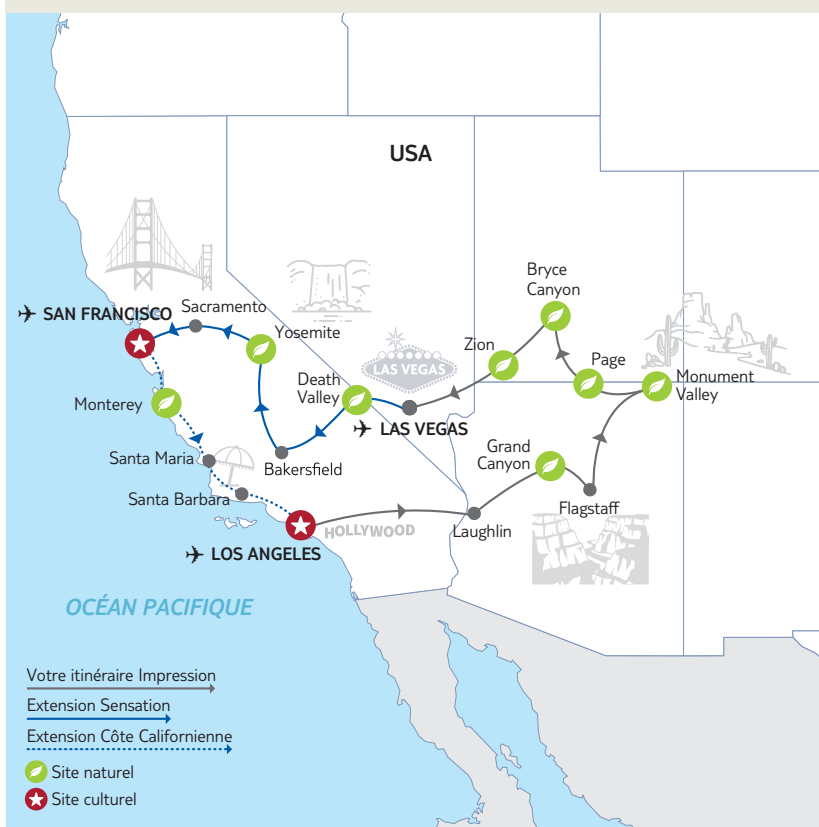 USA
Bryce
Canyon
SAN FRANCISCO
Sacramento
Yosemite
Zion
Page
LAS VEGAS
Death
Valley
Monument
Valley
Monterey
LAS VEGAS
Grand
Canyon
Santa Maria
Bakersfield
Santa Barbara
Flagstaff
HOLLYWOOD
Laughlin
LOS ANGELES
OCÉAN PACIFIQUE
Votre itinéraire Impression
Extension Sensation
Extension Côte Californienne
Site naturel
Site culturel